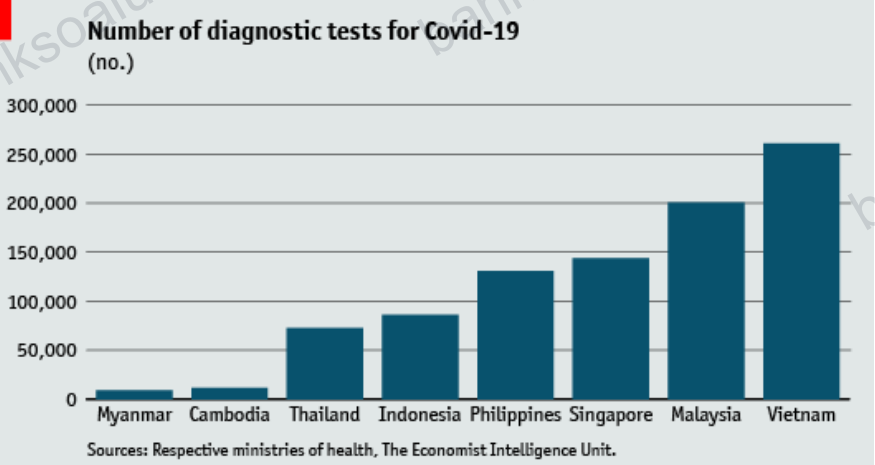 Number of diagnostic tests for Covid-19
(no.)
300,000
250,000
200,000
150,000
100,000
50,000
0
Myanmar Cambodia Thailand Indonesia Philippines Singapore Malaysia Vietnam
Sources: Respective ministries of health, The Economist Intelligence Unit.